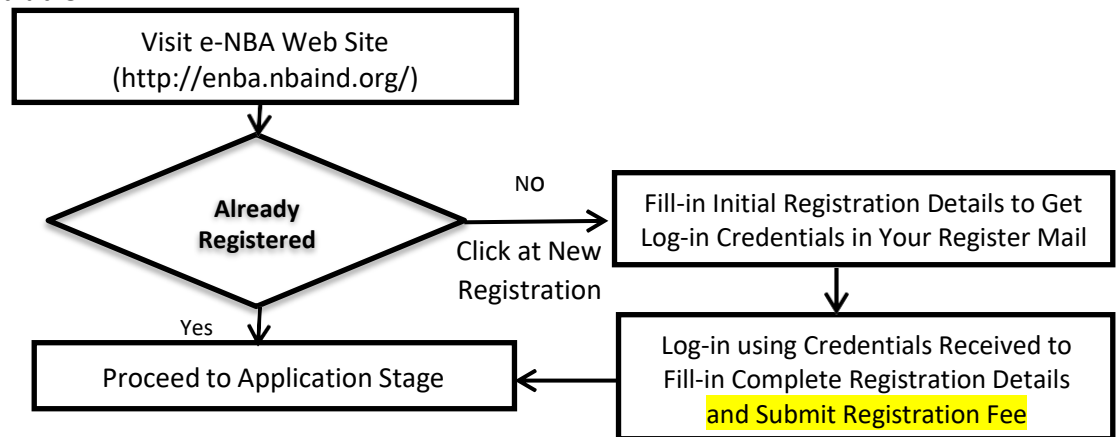 Visit e-NBA Web Site
(http://enba.nbaind.org/)
Already
Registered
NO
Click at New
Registration
Fill-in Initial Registration Details to Get
Log-in Credentials in Your Register Mail
Yes
Log-in using Credentials Received to
Fill-in Complete Registration Details
and Submit Registration Fee
Proceed to Application Stage